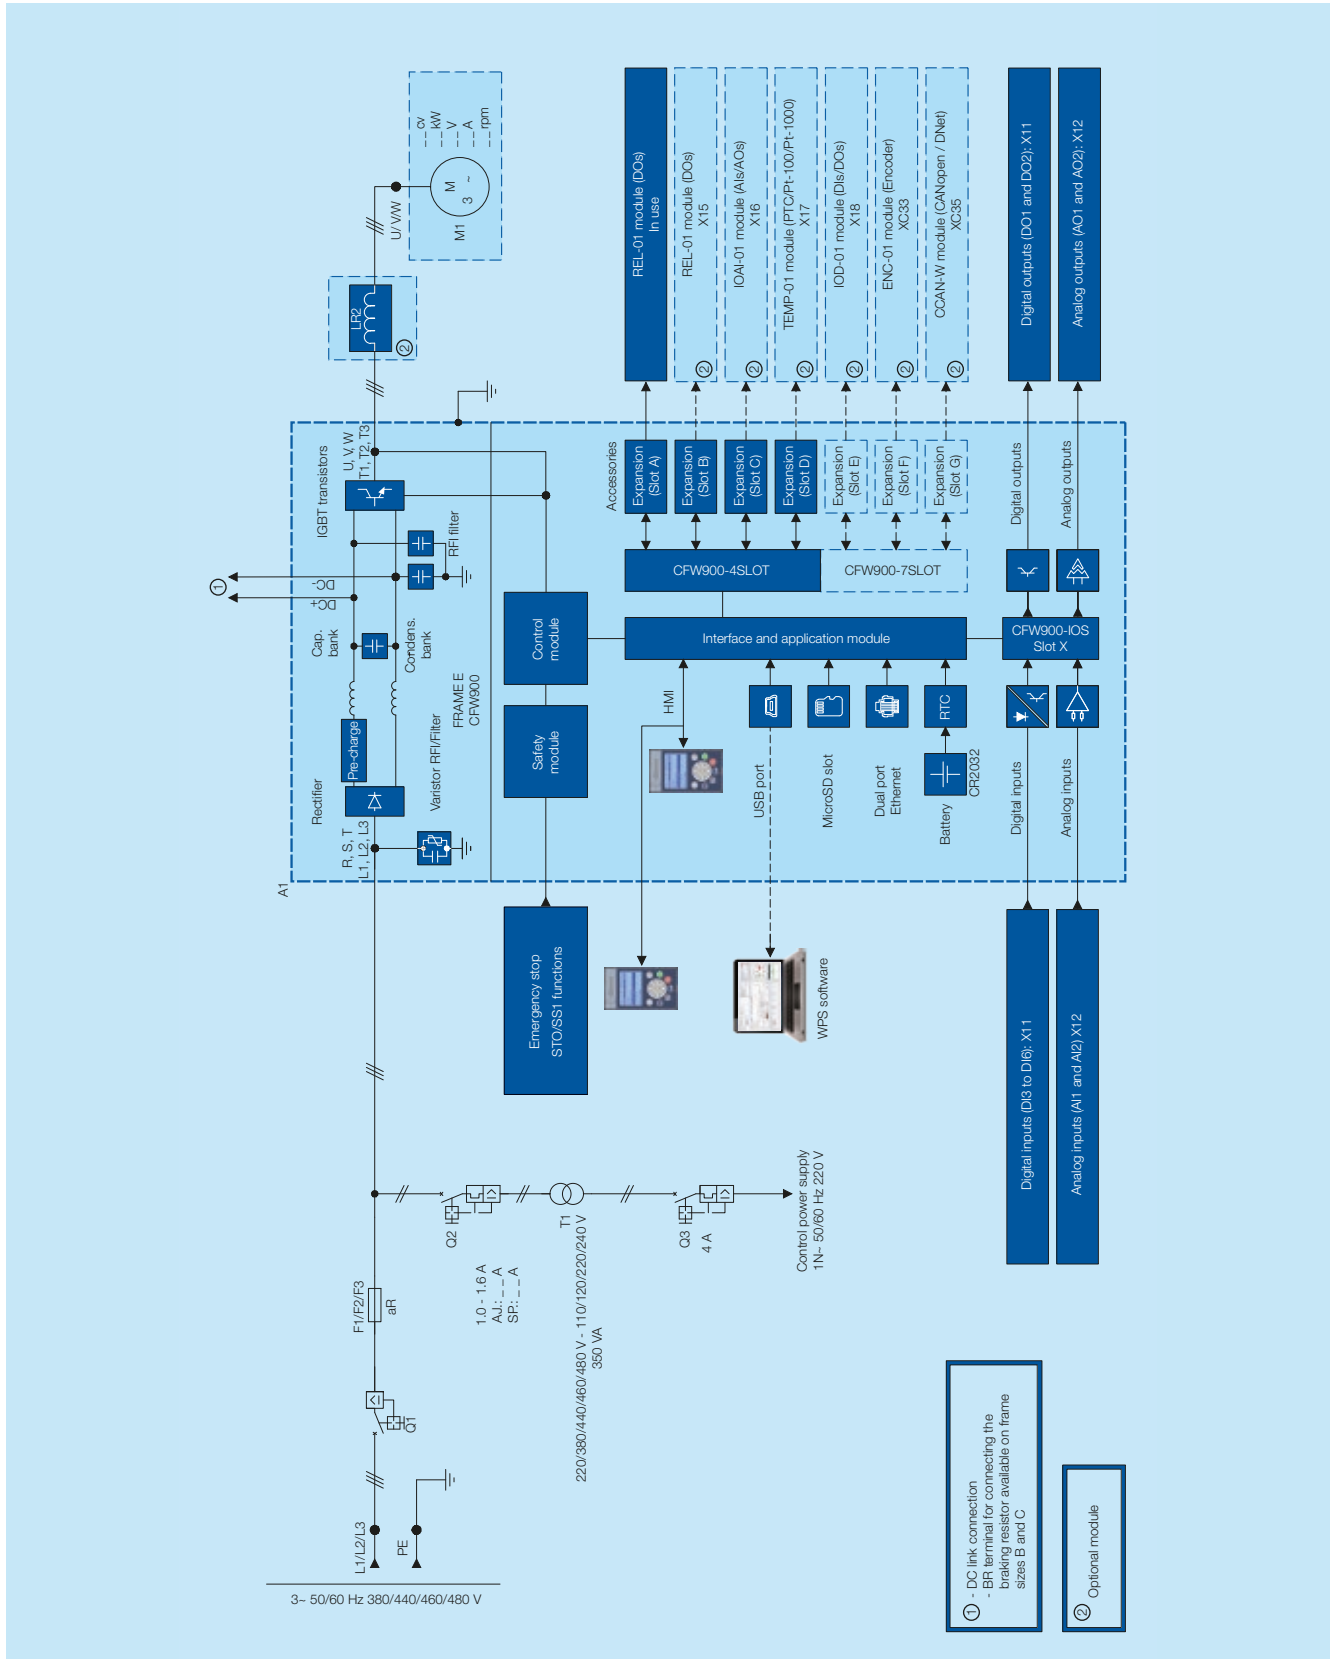 3~ 50/60 Hz 380/440/460/480 V
L1/L2/L3
PE
Q1
F1/F2/F3
aR
Q2
1.0 - 1.6 A
AJ.: _ _ A
SP.: _ _ A
T1
220/380/440/460/480 V - 110/120/220/240 V
350 VA
Q3
4 A
Control power supply
1N~ 50/60 Hz 220 V
A1
R, S, T
L1, L2, L3
Rectifier
Varistor RFI/Filter
Pre-charge
FRAME E
CFW900
Cap.
bank
Condens.
bank
DC+
DC-
1
IGBT transistors
RFI filter
U, V, W
T1, T2, T3
LR2
2
U/ V/W
M1
M
3 ~
_ _ cv
_ _ kW
_ _ V
_ _ A
_ _ rpm
Emergency stop
STO/SS1 functions
Safety
module
Control
module
HMI
WPS software
USB port
MicroSD slot
Dual port
Ethernet
Battery
CR2032
RTC
Interface and application module
CFW900-4SLOT
CFW900-7SLOT
Accessories
Expansion
(Slot A)
Expansion
(Slot B)
Expansion
(Slot C)
Expansion
(Slot D)
Expansion
(Slot E)
Expansion
(Slot F)
Expansion
(Slot G)
REL-01 module (DOs)
In use
REL-01 module (DOs)
X15
2
IOAI-01 module (AIs/AOs)
X16
2
TEMP-01 module (PTC/Pt-100/Pt-1000)
X17
2
IOD-01 module (DIs/DOs)
X18
2
ENC-01 module (Encoder)
XC33
2
CCAN-W module (CANopen / DNet)
XC35
2
Digital inputs (DI3 to DI6): X11
Analog inputs (AI1 and AI2) X12
Digital inputs
Analog inputs
CFW900-IOS
Slot X
Digital outputs
Analog outputs
Digital outputs (DO1 and DO2): X11
Analog outputs (AO1 and AO2): X12
1 - DC link connection
- BR terminal for connecting the
braking resistor available on frame
sizes B and C
2 Optional module